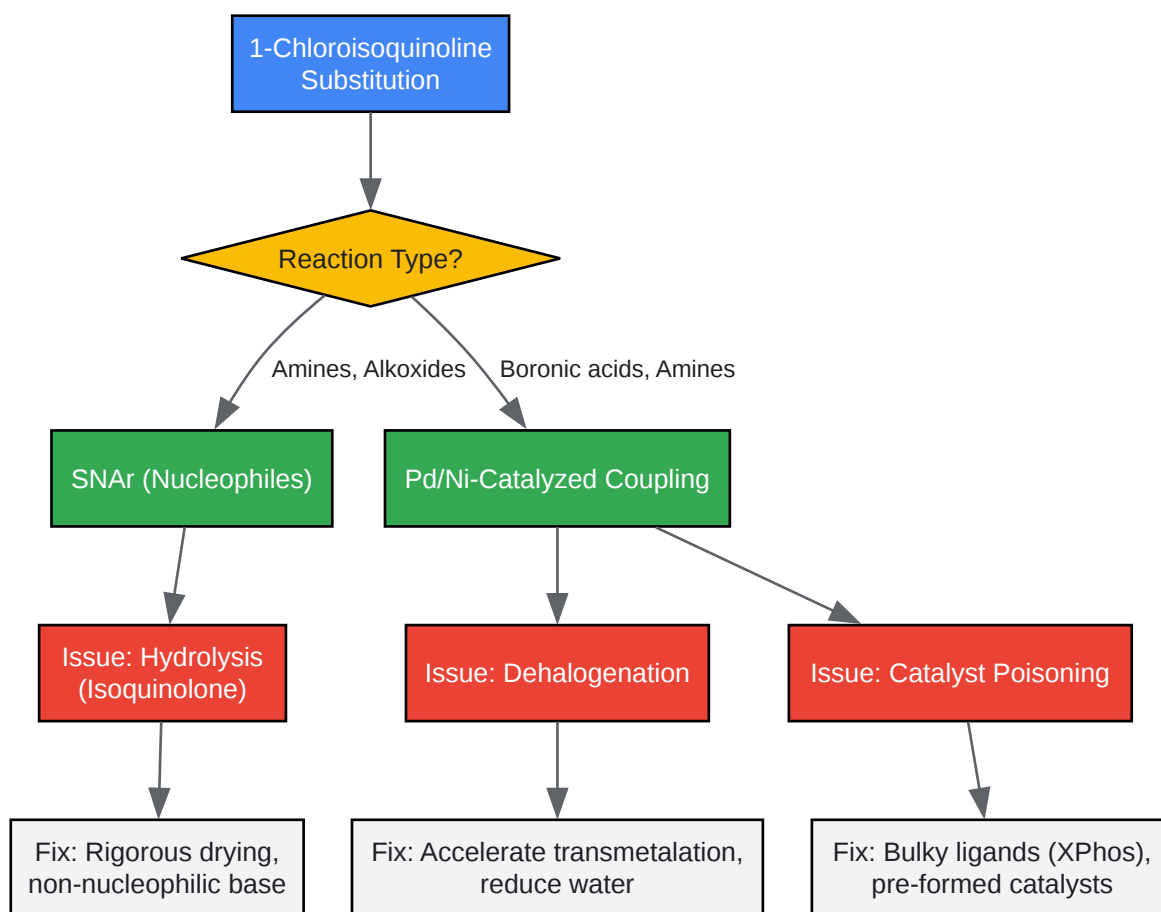 1-Chloroisoquinoline
Substitution
Reaction Type?
Amines, Alkoxides
Boronic acids, Amines
SNAr (Nucleophiles)
Pd/Ni-Catalyzed Coupling
Issue: Hydrolysis
(Isoquinolone)
Issue: Dehalogenation
Issue: Catalyst Poisoning
Fix: Rigorous drying,
non-nucleophilic base
Fix: Accelerate transmetalation,
reduce water
Fix: Bulky ligands (XPhos),
pre-formed catalysts